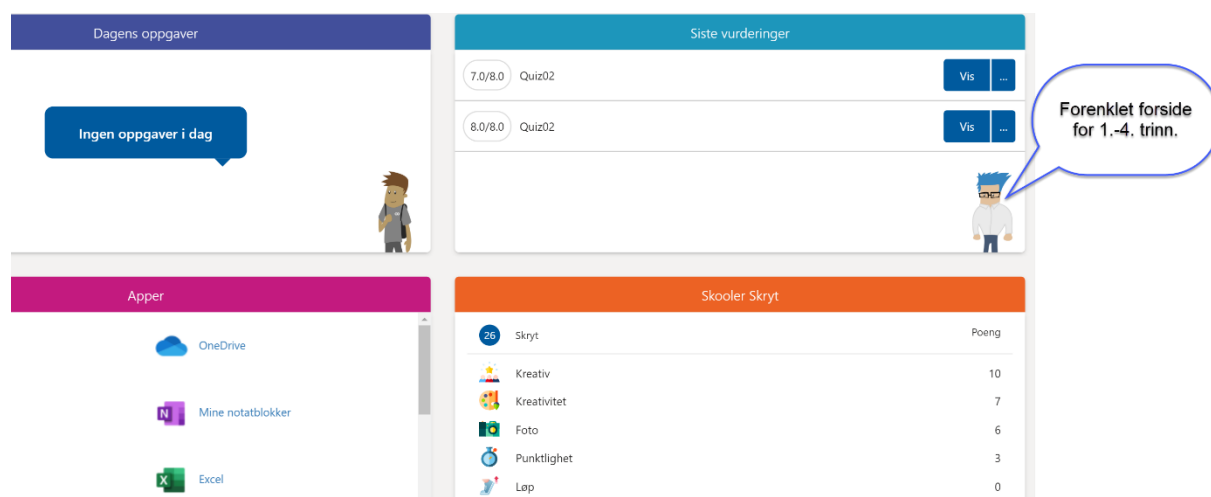 Dagens oppgaver
Ingen oppgaver i dag
Siste vurderinger
7.0/8.0 Quiz02 Vis ...
8.0/8.0 Quiz02 Vis ...
Forenklet forside
for 1.-4. trinn.
Apper
OneDrive
N Mine notatblokker
X Excel
Skooler Skryt
26 Skryt Poeng
Kreativ 10
Kreativitet 7
Foto 6
Punktlighet 3
Løp 0